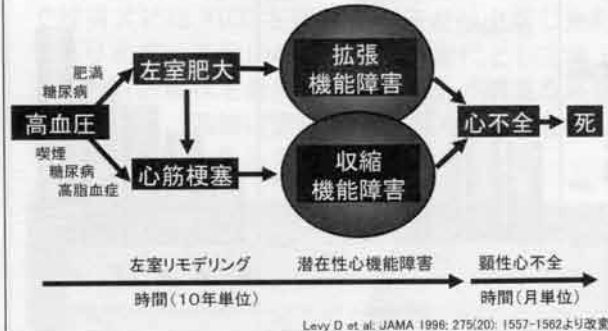 肥満
糖尿病
左室肥大
拡張
機能障害
高血圧
心不全
死
喫煙
糖尿病
高脂血症
心筋梗塞
収縮
機能障害
左室リモデリング
潜在性心機能障害
顕性心不全
時間(10年単位)
時間(月単位)
Levy D et al: JAMA 1996; 275(20): 1557-1562より改変